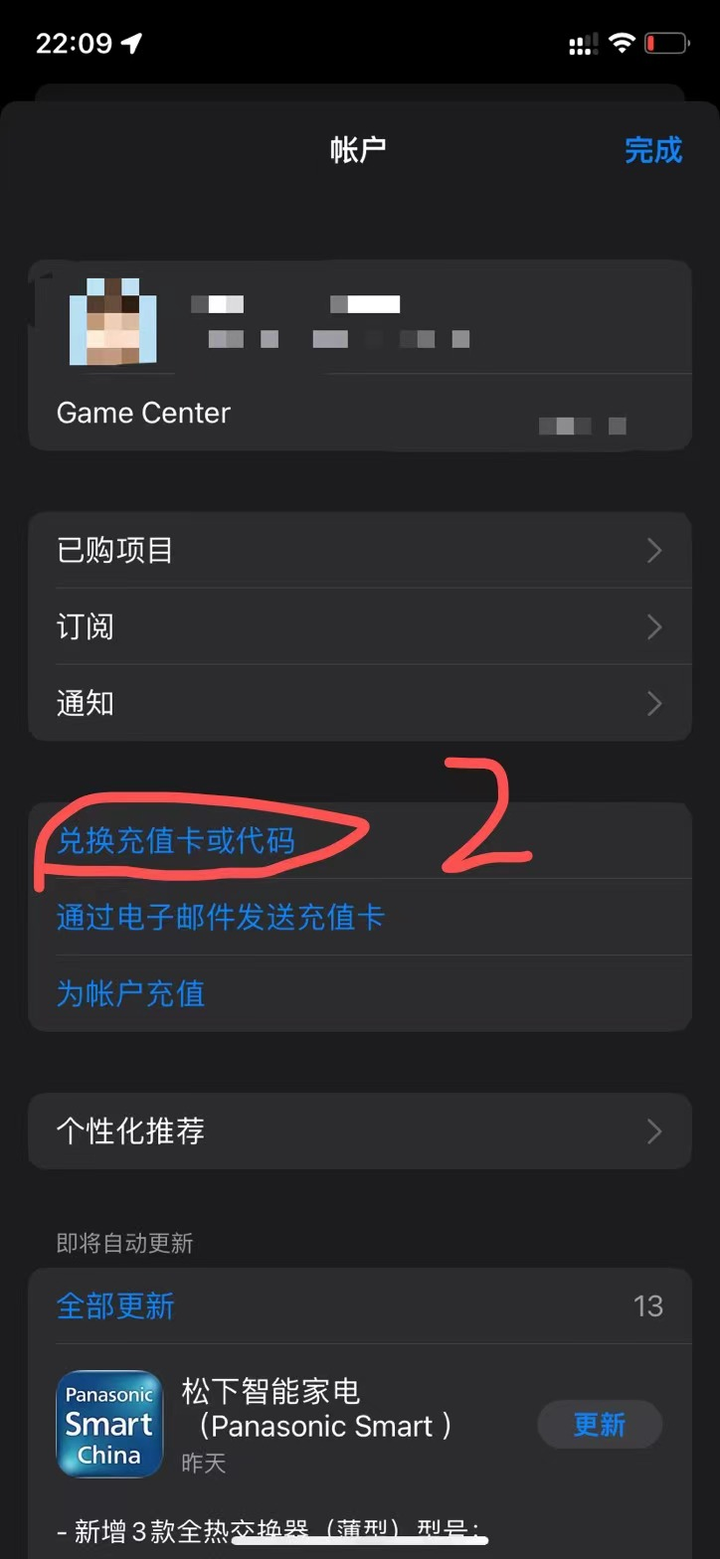 22:09
帐户
完成
Game Center
已购项目
订阅
通知
2
兑换充值卡或代码
通过电子邮件发送充值卡
为帐户充值
个性化推荐
即将自动更新
全部更新
13
Panasonic
Smart
China
松下智能家电
（Panasonic Smart ）
更新
昨天
- 新增3款全热交换器（薄型）型号：